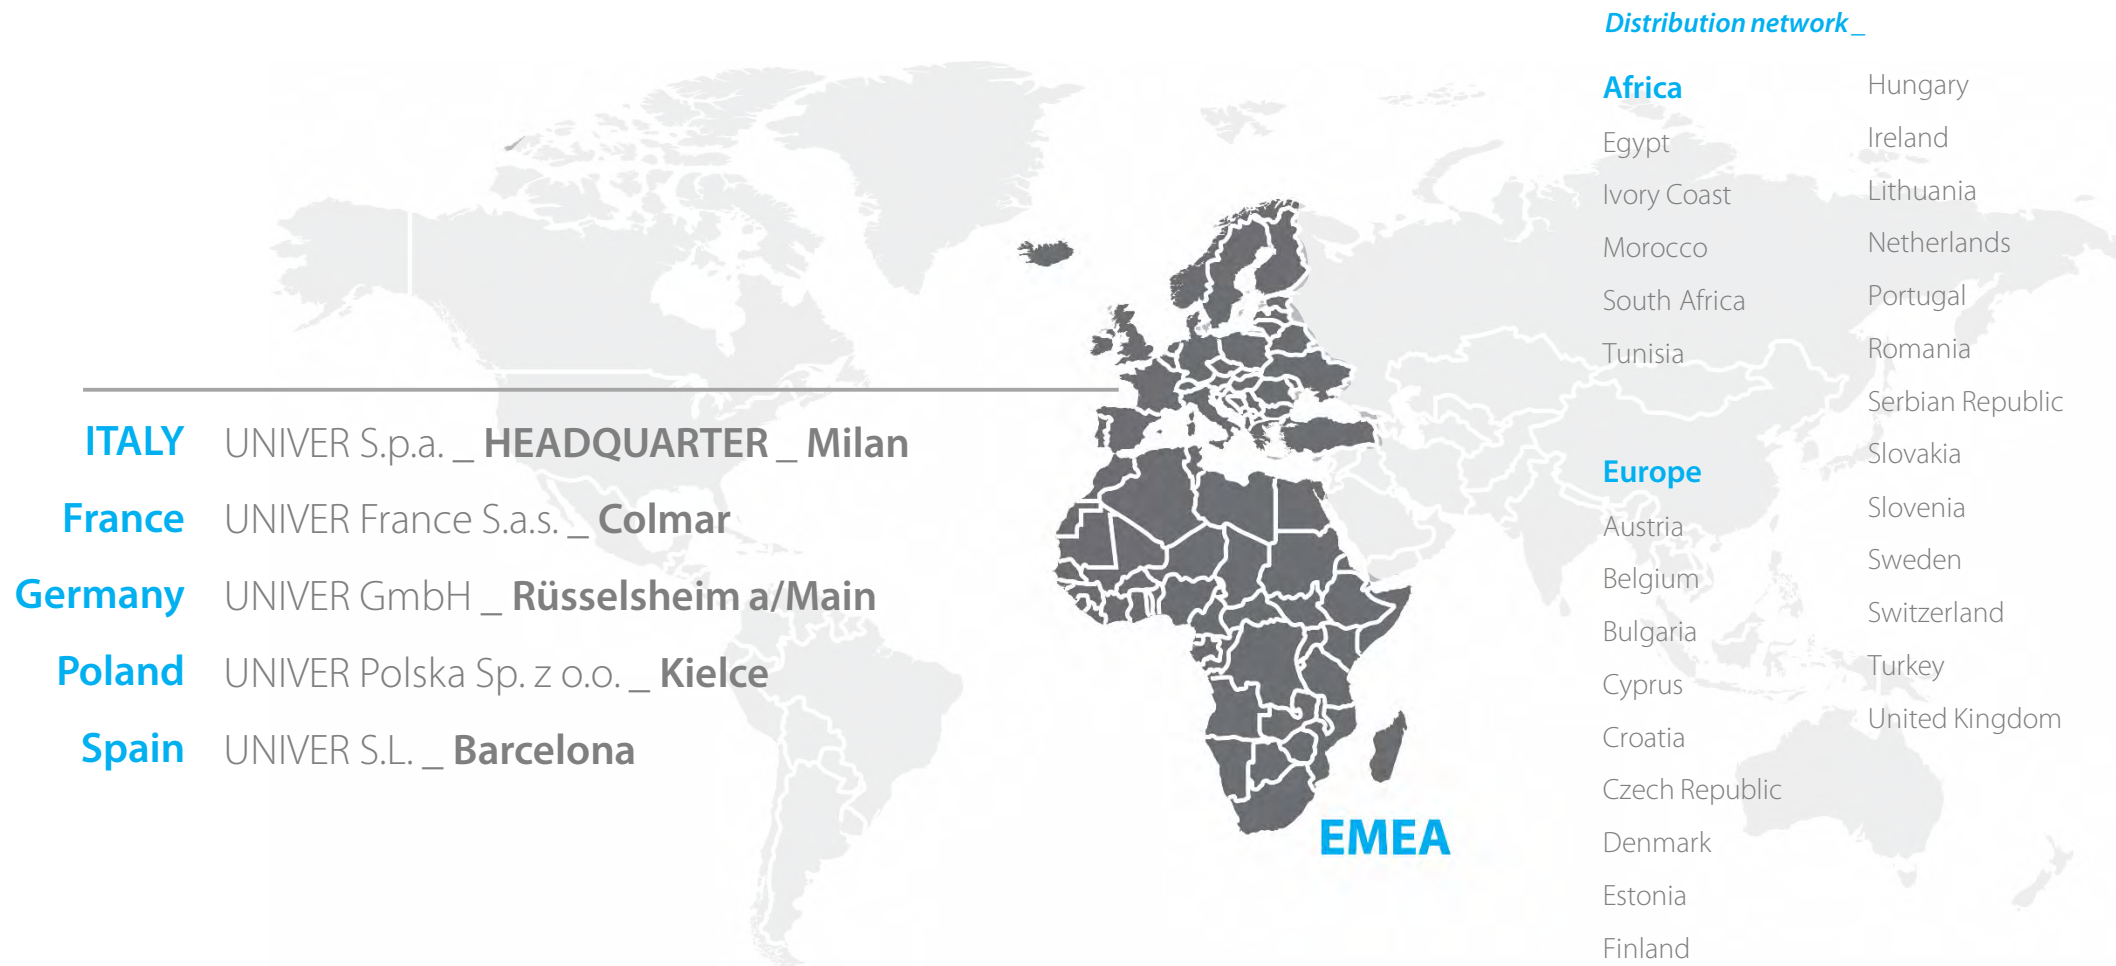 ITALY UNIVER S.p.a. _ HEADQUARTER _ Milan
France UNIVER France S.a.s. _ Colmar
Germany UNIVER GmbH _ Rüsselsheim a/Main
Poland UNIVER Polska Sp. z o.o. _ Kielce
Spain UNIVER S.L. _ Barcelona
EMEA
Distribution network _
Africa
Egypt
Ivory Coast
Morocco
South Africa
Tunisia
Europe
Austria
Belgium
Bulgaria
Cyprus
Croatia
Czech Republic
Denmark
Estonia
Finland
Hungary
Ireland
Lithuania
Netherlands
Portugal
Romania
Serbian Republic
Slovakia
Slovenia
Sweden
Switzerland
Turkey
United Kingdom